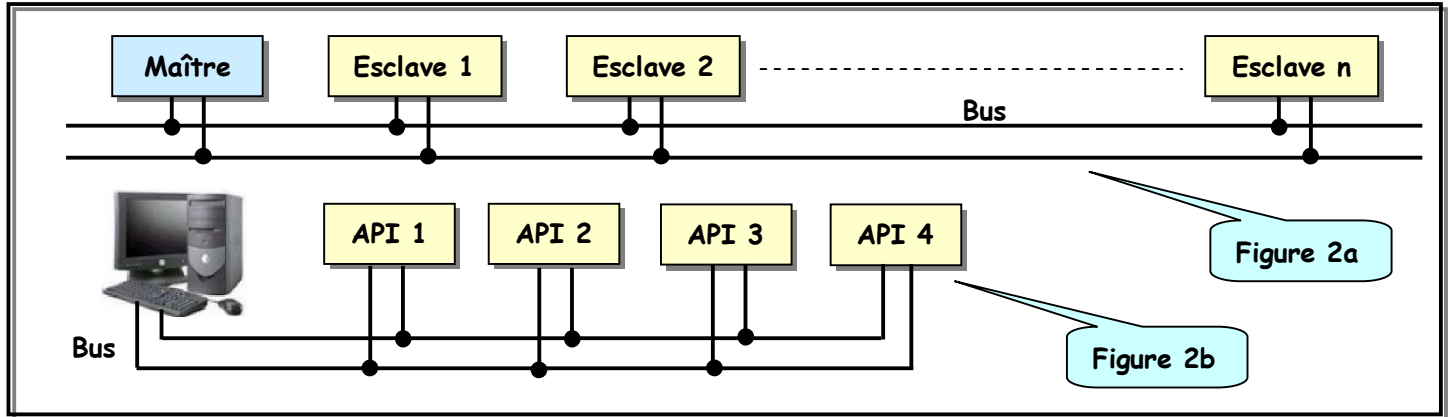 Maître Esclave 1 Esclave 2 Esclave n
Bus
API 1 API 2 API 3 API 4
Figure 2a
Bus
Figure 2b